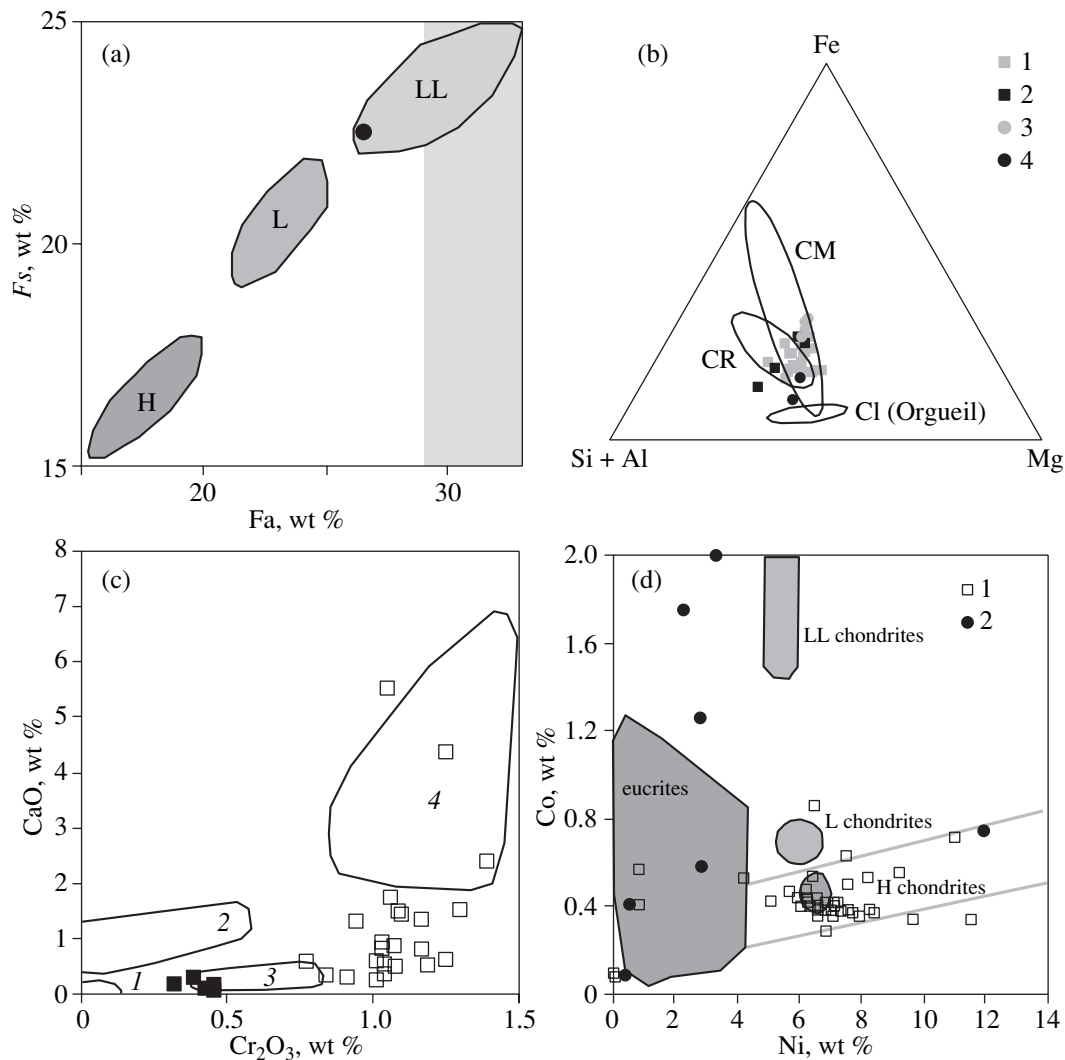 (a)
25
20
15
Fs, wt %
LL
L
H
20
30
Fa, wt %
(b)
Fe
1
2
3
4
CM
CR
Cl (Orgueil)
Si + Al
Mg
(c)
8
7
6
5
4
3
2
1
0
CaO, wt %
4
2
1
3
0
0.5
1.0
1.5
Cr₂O₃, wt %
(d)
2.0
1.6
1.2
0.8
0.4
0
Co, wt %
1
2
LL chondrites
eucrites
L chondrites
H chondrites
0
2
4
6
8
10
12
14
Ni, wt %